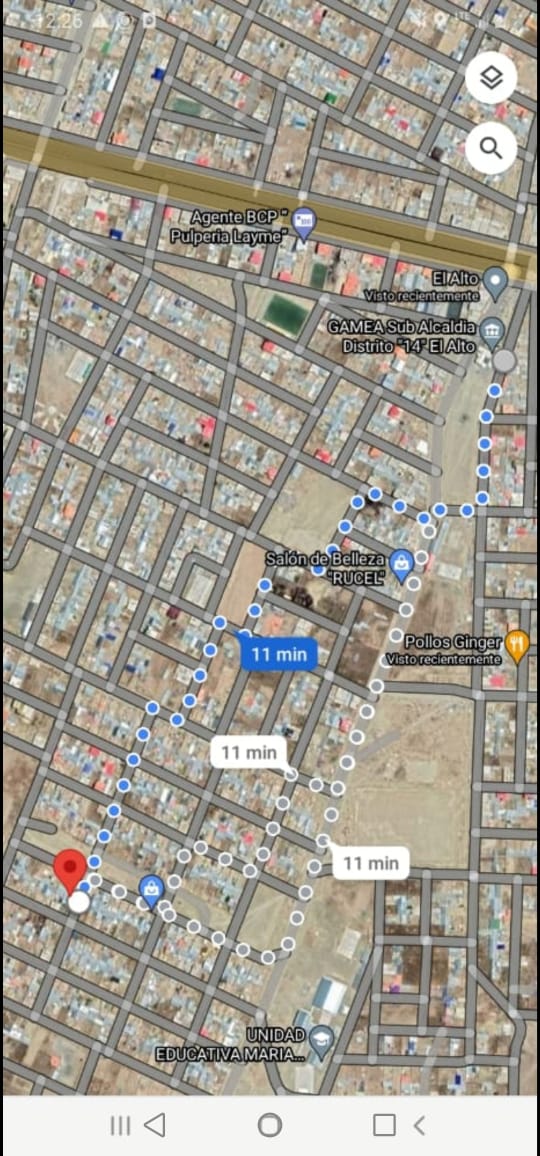 12:26
LTE
Agente BCP "
Pulperia Layme"
El Alto
Visto recientemente
GAMEA Sub Alcaldia
Distrito "14" El Alto
Salón de Belleza
"RUCEL"
Pollos Ginger
Visto recientemente
11 min
11 min
11 min
UNIDAD
EDUCATIVA MARIA...